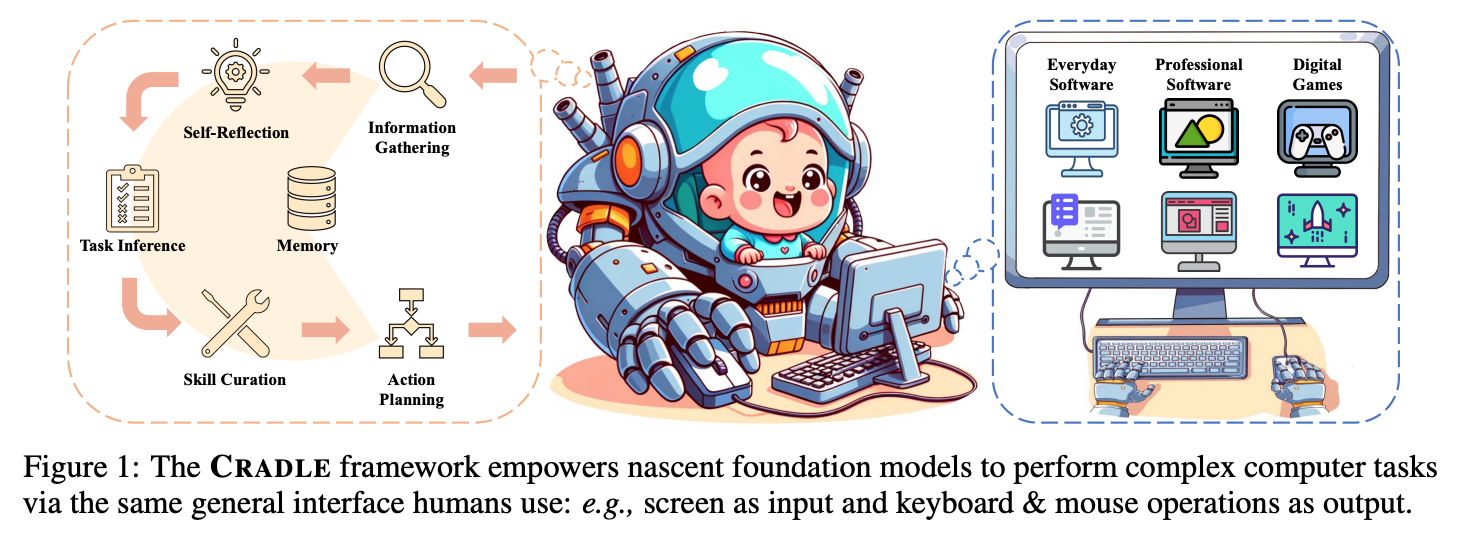 Self-Reflection
Information
Gathering
Task Inference
Memory
Skill Curation
Action
Planning
Everyday
Software
Professional
Software
Digital
Games
Figure 1: The CRADLE framework empowers nascent foundation models to perform complex computer tasks
via the same general interface humans use: e.g., screen as input and keyboard & mouse operations as output.